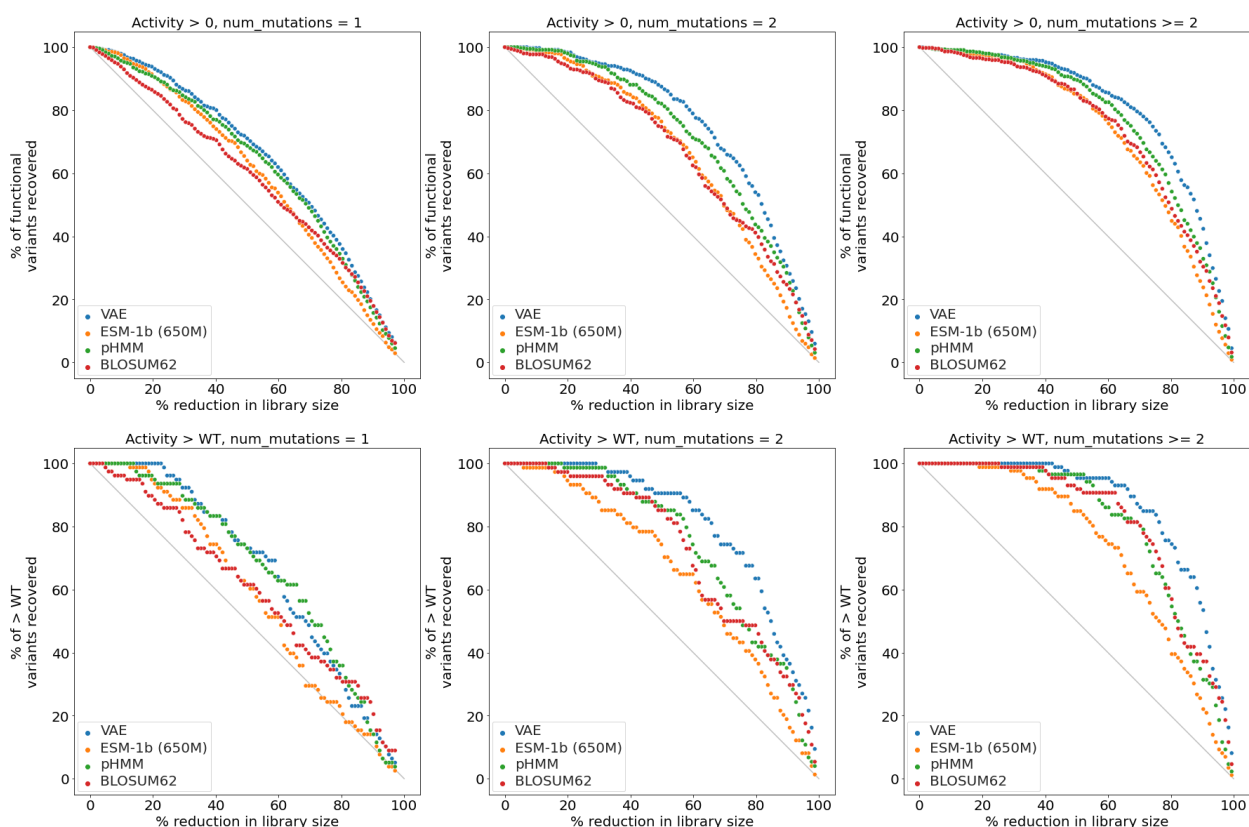 Activity > 0, num_mutations = 1
100
80
60
40
20
0
% of functional
variants recovered
VAE
ESM-1b (650M)
pHMM
BLOSUM62
0 20 40 60 80 100
% reduction in library size
Activity > 0, num_mutations = 2
100
80
60
40
20
0
% of functional
variants recovered
VAE
ESM-1b (650M)
pHMM
BLOSUM62
0 20 40 60 80 100
% reduction in library size
Activity > 0, num_mutations >= 2
100
80
60
40
20
0
% of functional
variants recovered
VAE
ESM-1b (650M)
pHMM
BLOSUM62
0 20 40 60 80 100
% reduction in library size
Activity > WT, num_mutations = 1
100
80
60
40
20
0
% of > WT
variants recovered
VAE
ESM-1b (650M)
pHMM
BLOSUM62
0 20 40 60 80 100
% reduction in library size
Activity > WT, num_mutations = 2
100
80
60
40
20
0
% of > WT
variants recovered
VAE
ESM-1b (650M)
pHMM
BLOSUM62
0 20 40 60 80 100
% reduction in library size
Activity > WT, num_mutations >= 2
100
80
60
40
20
0
% of > WT
variants recovered
VAE
ESM-1b (650M)
pHMM
BLOSUM62
0 20 40 60 80 100
% reduction in library size